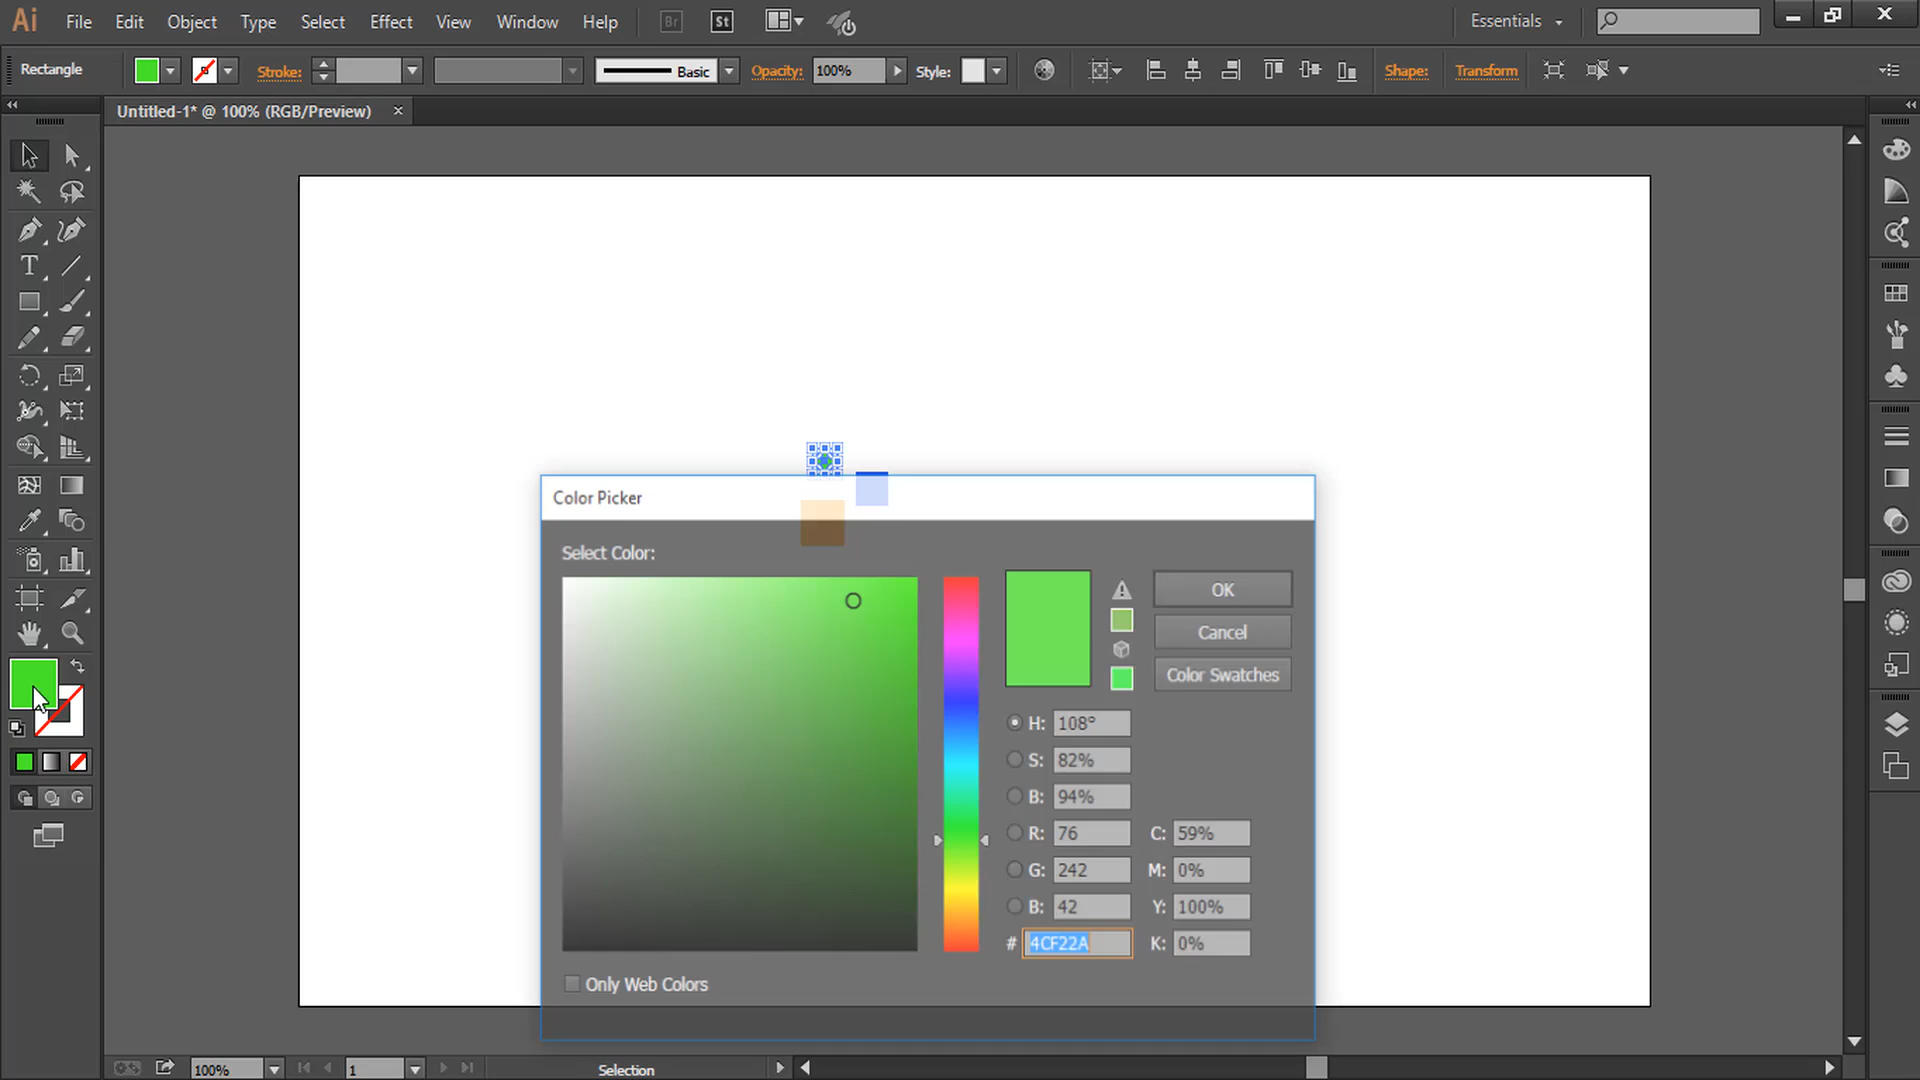 Ai File Edit Object Type Select Effect View Window Help Br St Essentials
Rectangle Stroke: Basic Opacity: 100% Style: Shape: Transform
Untitled-1* @ 100% (RGB/Preview)
T
Color Picker
Select Color:
OK
Cancel
Color Swatches
H: 108°
S: 82%
B: 94%
R: 76 C: 59%
G: 242 M: 0%
B: 42 Y: 100%
# 4CF22A K: 0%
Only Web Colors
100% 1 Selection